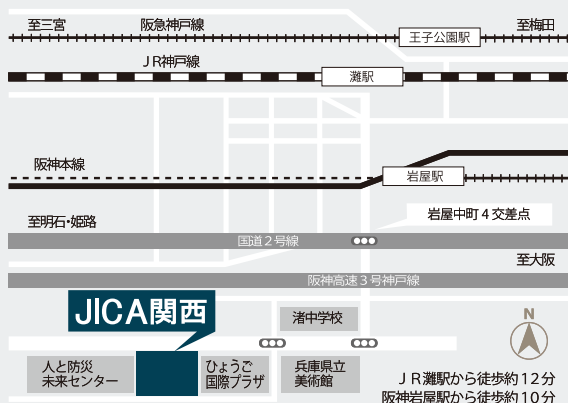 至三宮
阪急神戸線
至梅田
王子公園駅
JR神戸線
灘駅
阪神本線
岩屋駅
岩屋中町4交差点
至明石・姫路
国道2号線
至大阪
阪神高速3号神戸線
JICA関西
渚中学校
N
人と防災
未来センター
ひょうご
国際プラザ
兵庫県立
美術館
JR灘駅から徒歩約12分
阪神岩屋駅から徒歩約10分